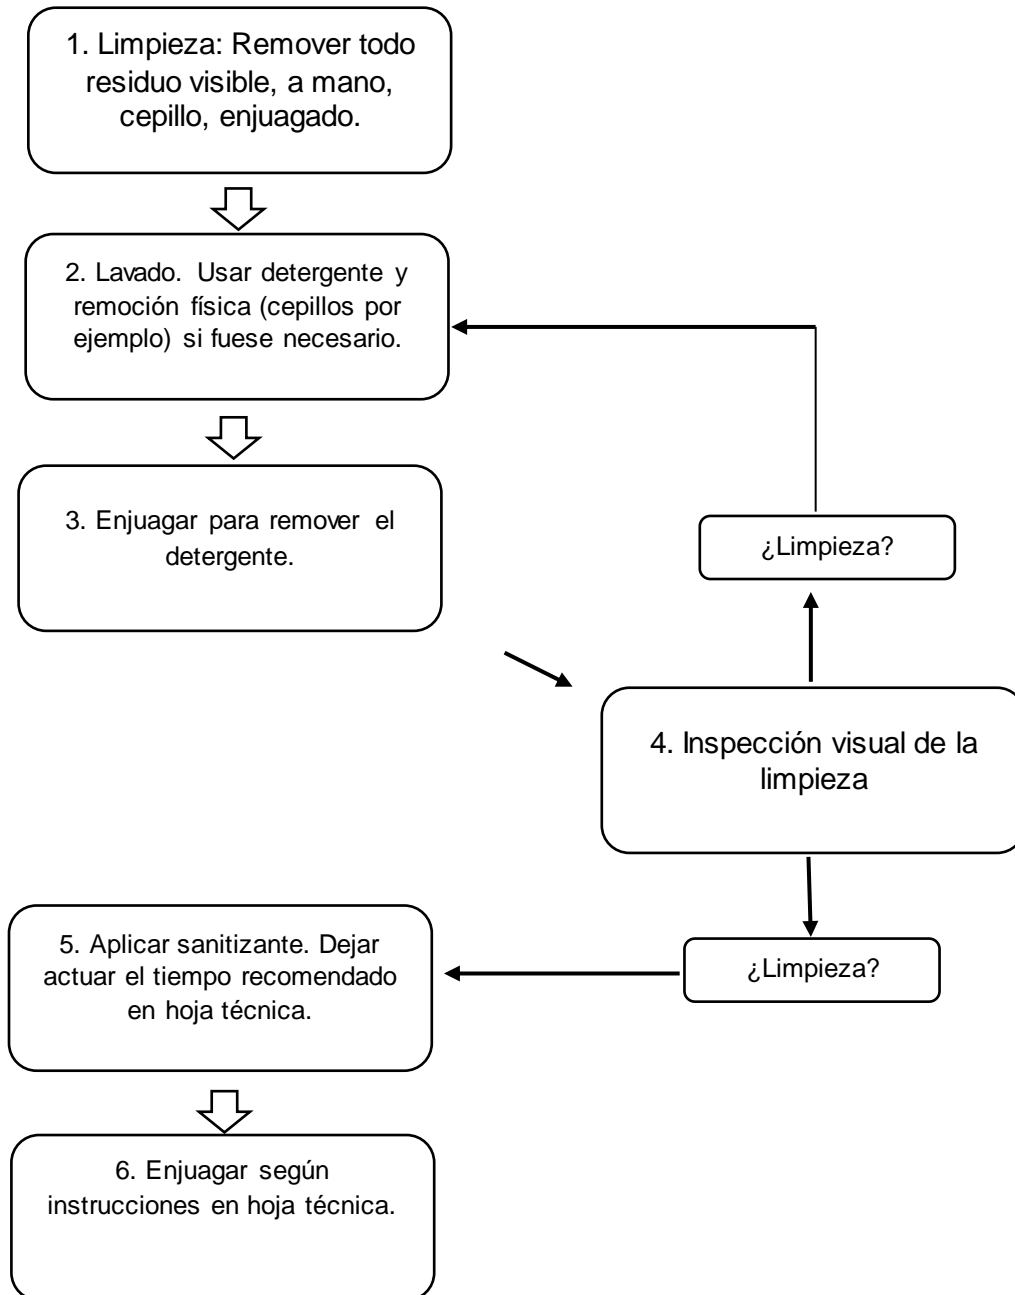 1. Limpieza: Remover todo
residuo visible, a mano,
cepillo, enjuagado.
2. Lavado. Usar detergente y
remoción física (cepillos por
ejemplo) si fuese necesario.
3. Enjuagar para remover el
detergente.
¿Limpieza?
4. Inspección visual de la
limpieza
¿Limpieza?
5. Aplicar sanitizante. Dejar
actuar el tiempo recomendado
en hoja técnica.
6. Enjuagar según
instrucciones en hoja técnica.